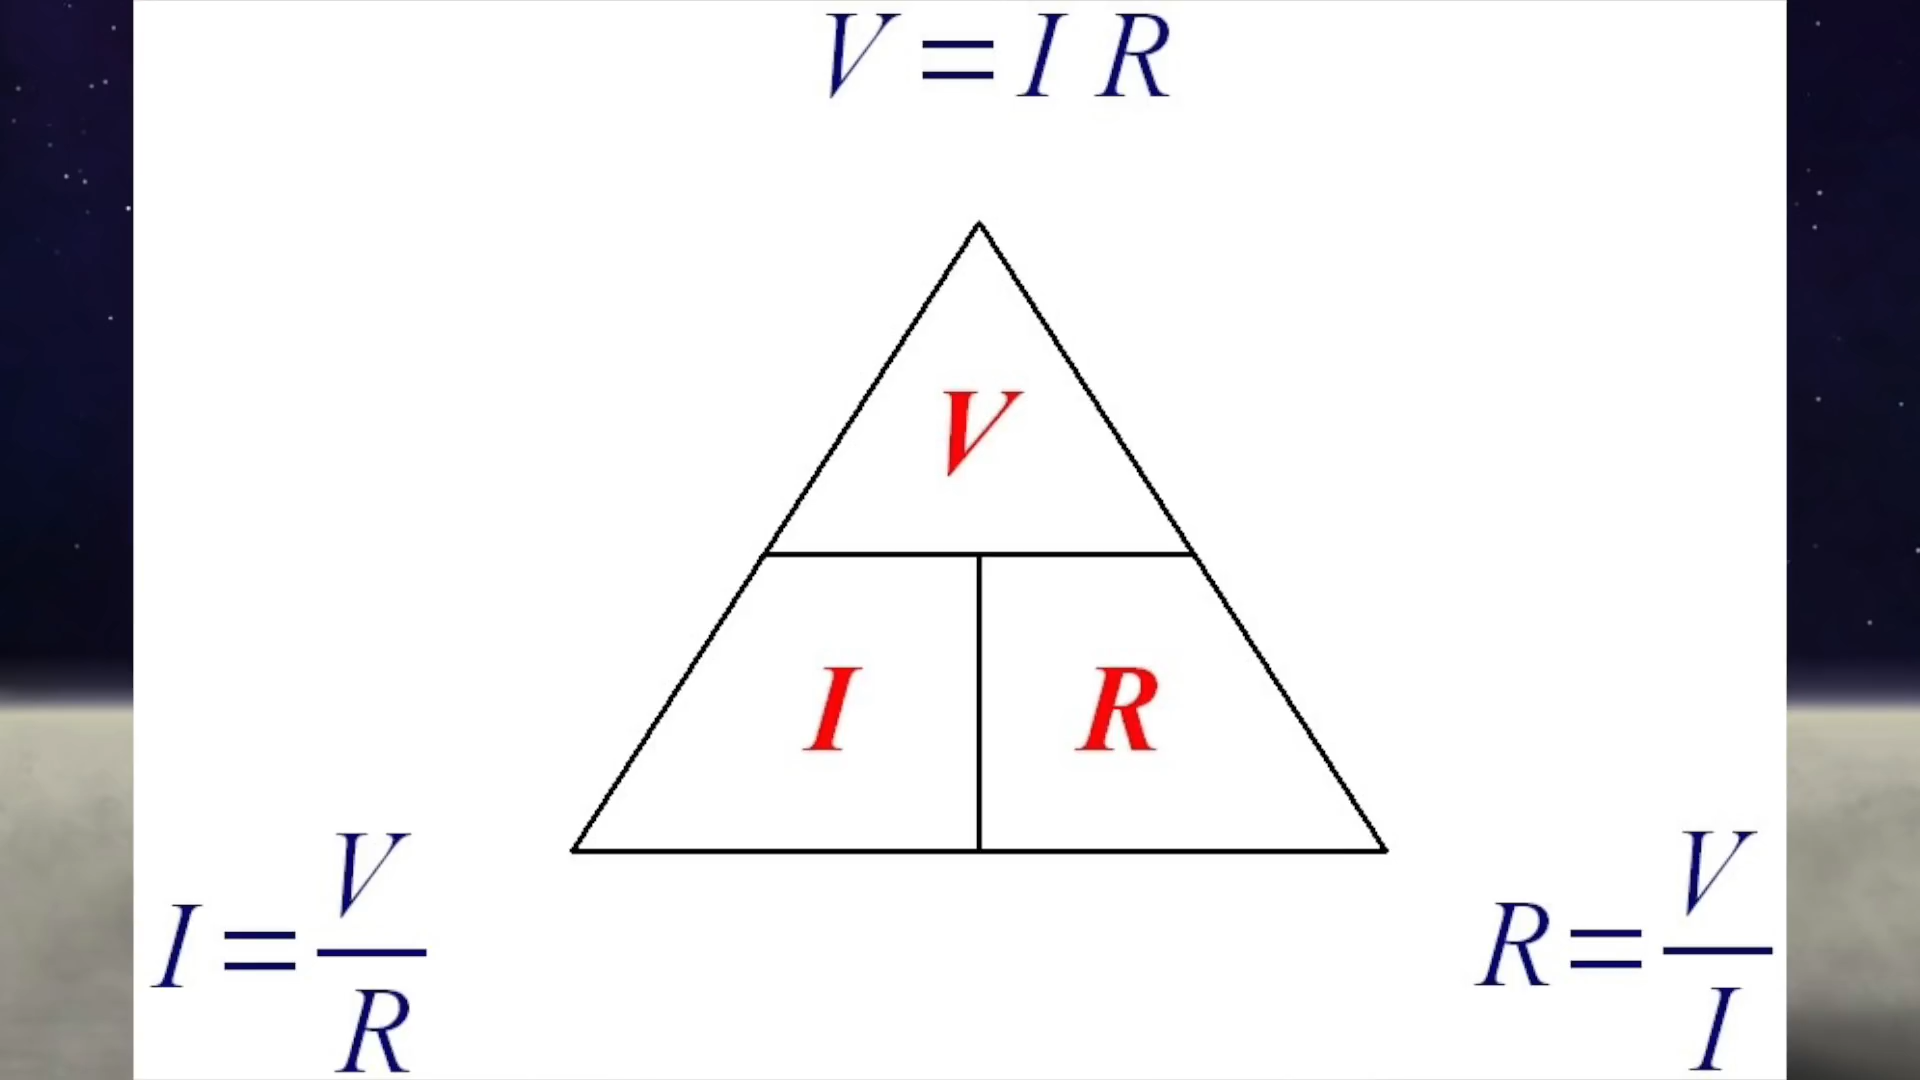 V = I R
V
I R
I = V/R
R = V/I